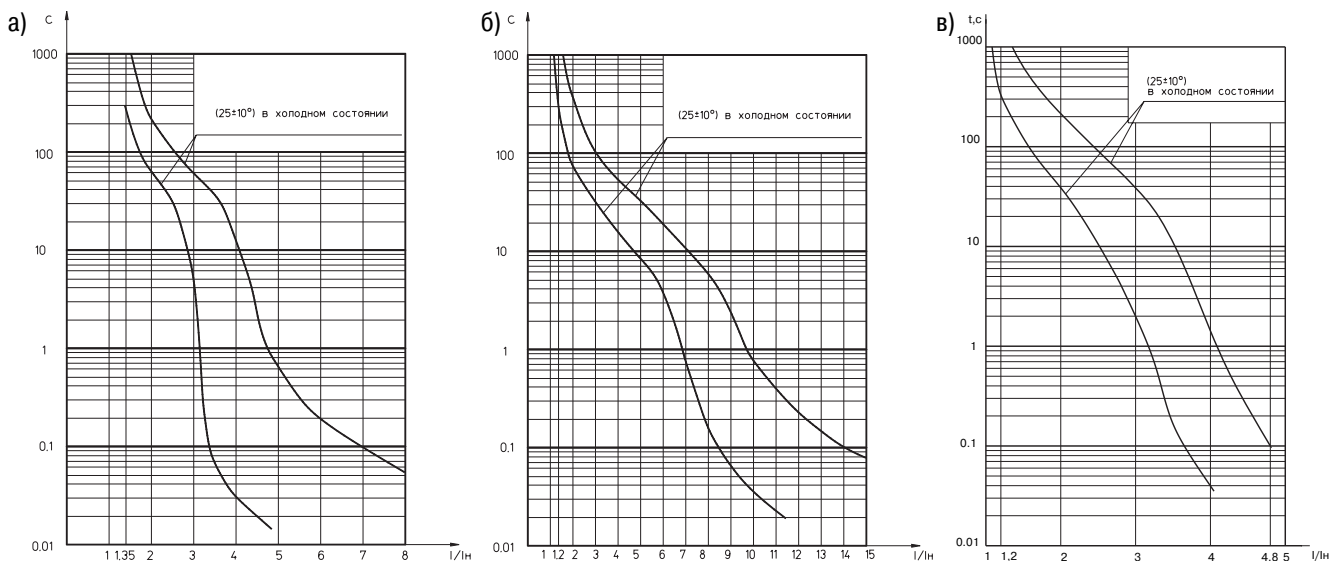 а)
С
1000
100
10
1
0.1
0.01
(25±10°) в холодном состоянии
1 1,35 2 3 4 5 6 7 8 I/Iн
б)
С
1000
100
10
1
0.1
0.01
(25±10°) в холодном состоянии
1 1,2 2 3 4 5 6 7 8 9 10 11 12 13 14 15 I/Iн
в)
t,с
1000
100
10
1
0.1
0.01
(25±10°)
в холодном состоянии
1 1,2 2 3 4 4.8 5 I/Iн